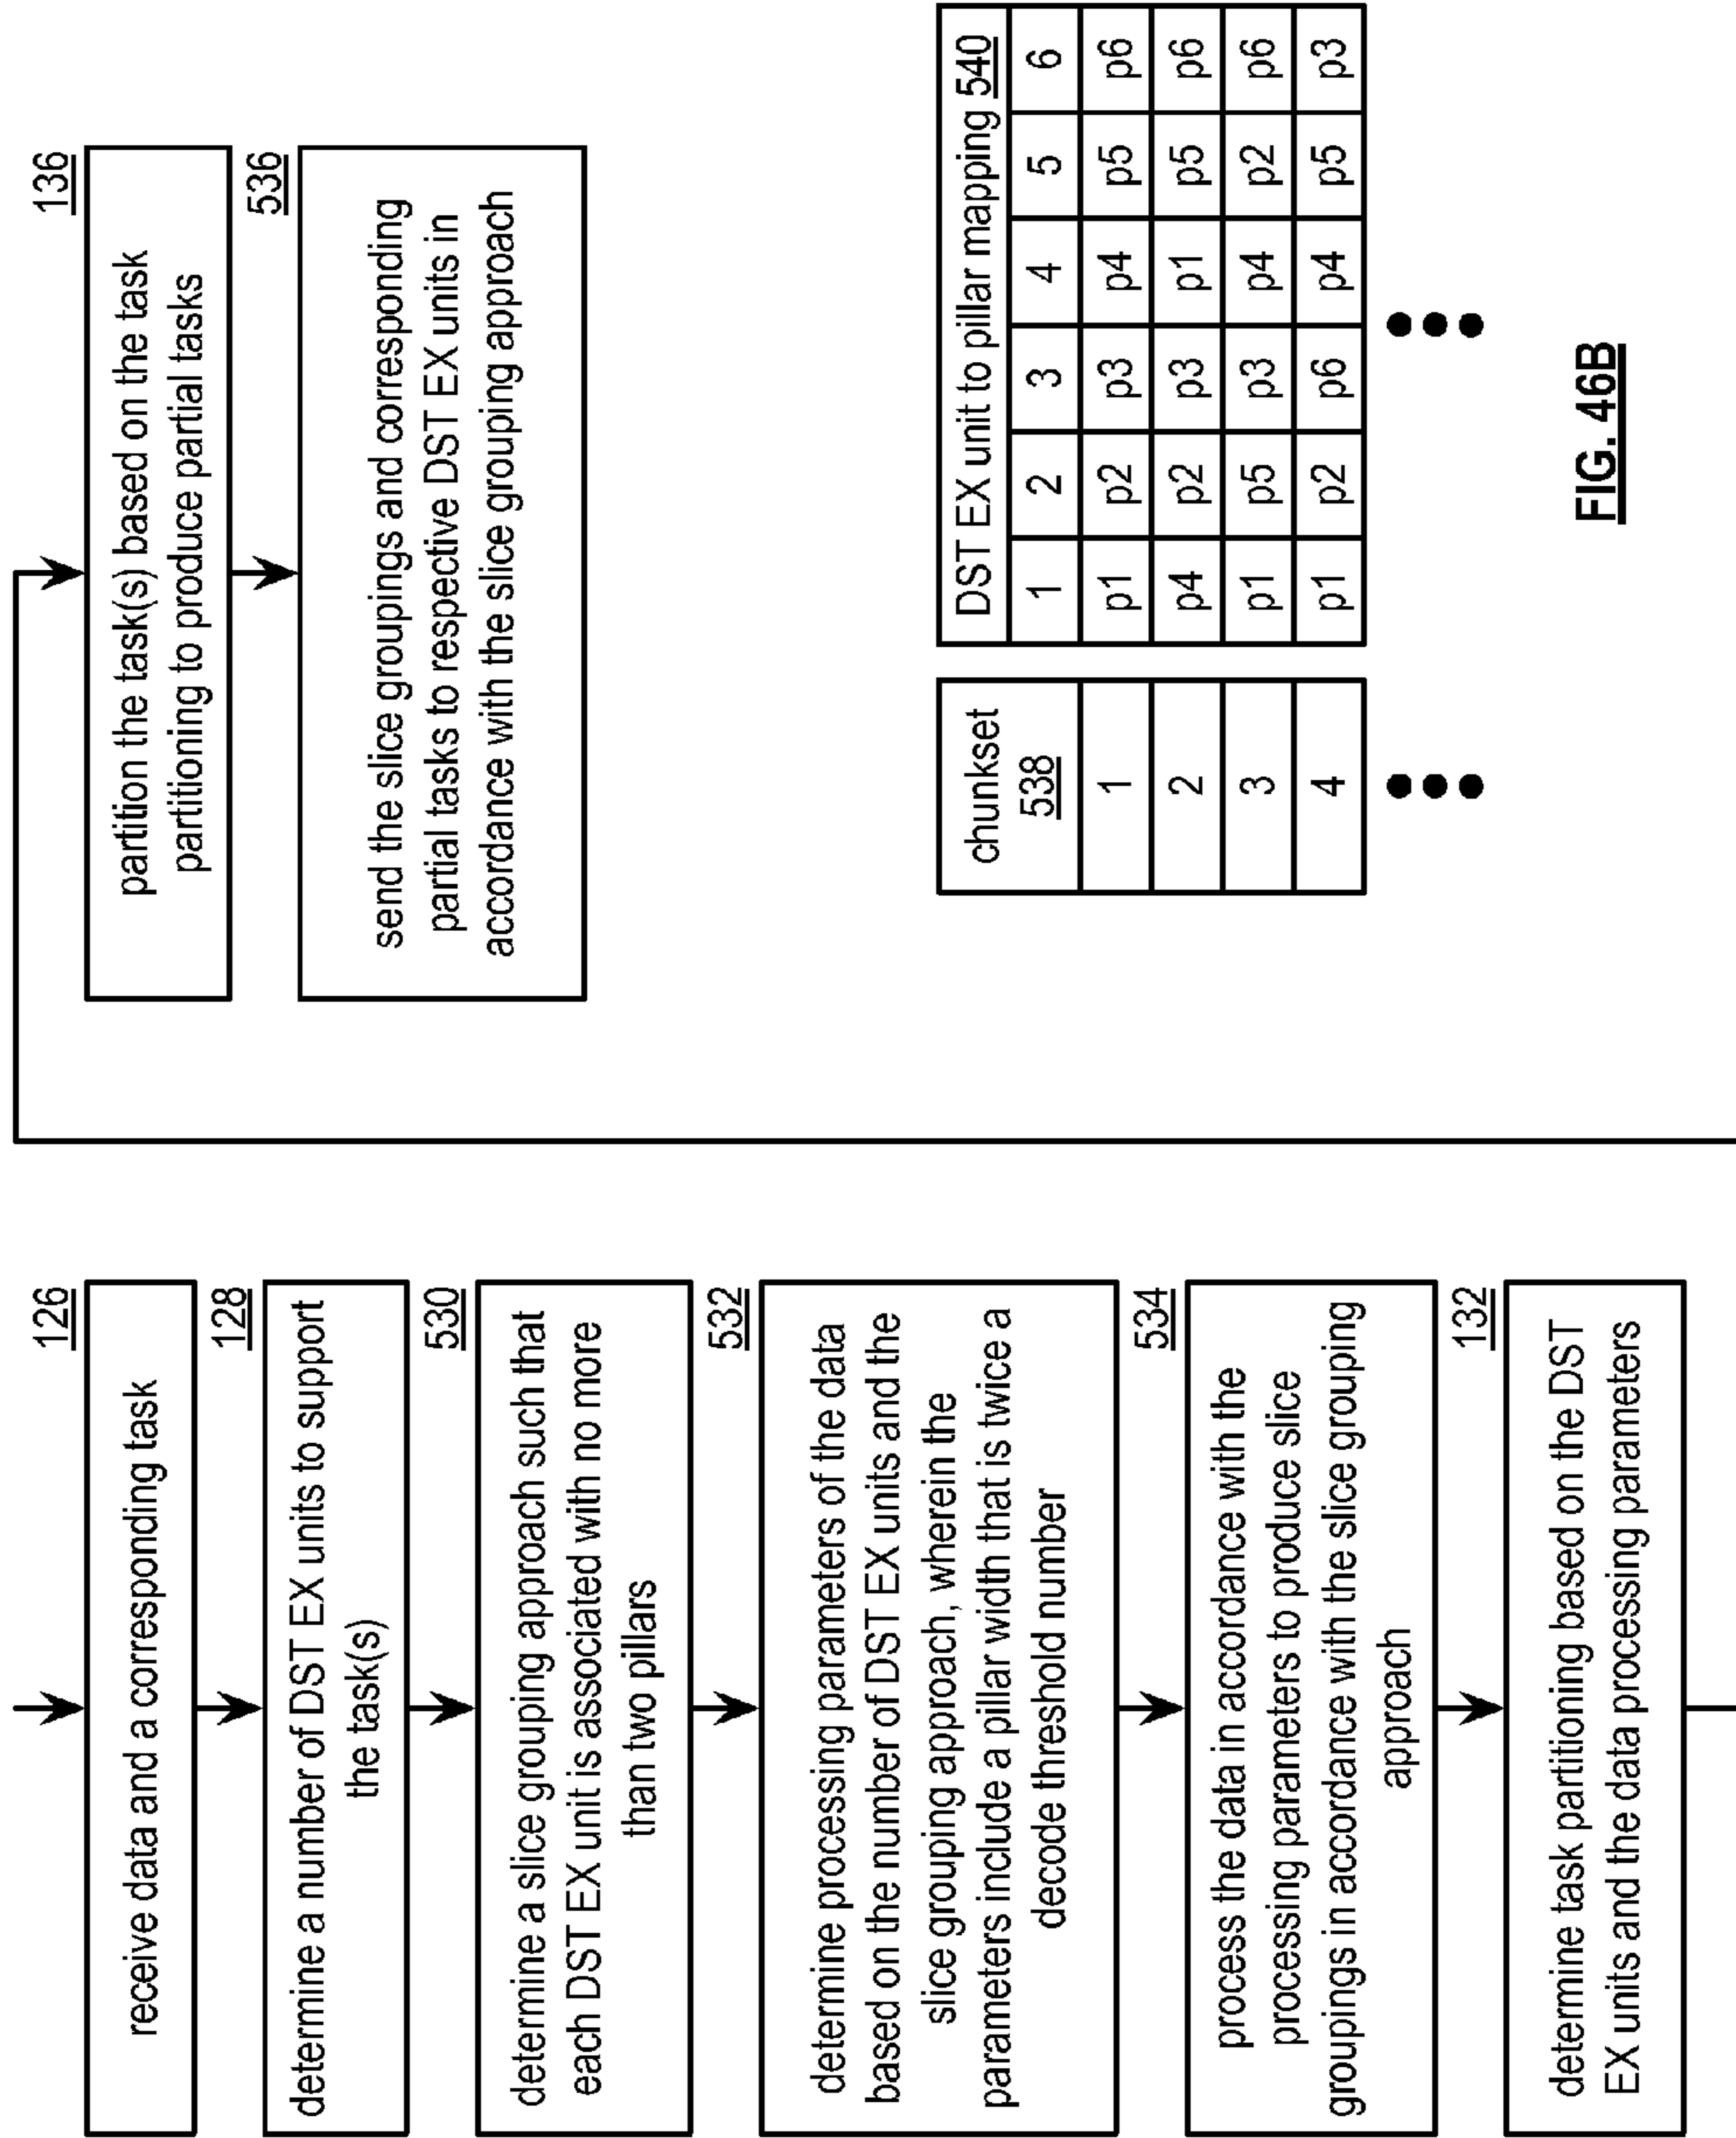 126
receive data and a corresponding task
128
determine a number of DST EX units to support
the task(s)
530
determine a slice grouping approach such that
each DST EX unit is associated with no more
than two pillars
532
determine processing parameters of the data
based on the number of DST EX units and the
slice grouping approach, wherein the
parameters include a pillar width that is twice a
decode threshold number
534
process the data in accordance with the
processing parameters to produce slice
groupings in accordance with the slice grouping
approach
132
determine task partitioning based on the DST
EX units and the data processing parameters
136
partition the task(s) based on the task
partitioning to produce partial tasks
536
send the slice groupings and corresponding
partial tasks to respective DST EX units in
accordance with the slice grouping approach
chunkset
538
DST EX unit to pillar mapping 540
1 2 3 4 5 6
1 p1 p2 p3 p4 p5 p6
2 p4 p2 p3 p1 p5 p6
3 p1 p5 p3 p4 p2 p6
4 p1 p2 p6 p4 p5 p3
FIG. 46B